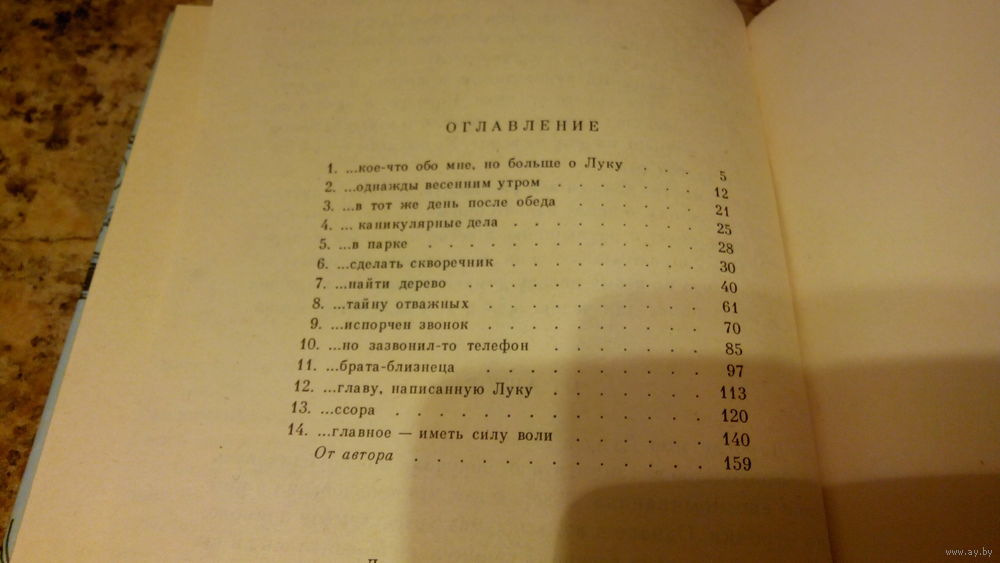 ОГЛАВЛЕНИЕ
1. ...кое-что обо мне, но больше о Луку . . . 5
2. ...однажды весенним утром . . . . . . . 12
3. ...в тот же день после обеда . . . . . . 21
4. ... каникулярные дела . . . . . . . . . 25
5. ...в парке . . . . . . . . . . . . . 28
6. ...сделать скворечник . . . . . . . . . 30
7. ...найти дерево . . . . . . . . . . . 40
8. ...тайну отважных . . . . . . . . . . 61
9. ...испорчен звонок . . . . . . . . . . 70
10. ...но зазвонил-то телефон . . . . . . . 85
11. ...брата-близнеца . . . . . . . . . . 97
12. ...главу, написанную Луку . . . . . . . 113
13. ...ссора . . . . . . . . . . . . . 120
14. ...главное — иметь силу воли . . . . . . 140
От автора . . . . . . . . . . . . . 159
www.ay.by